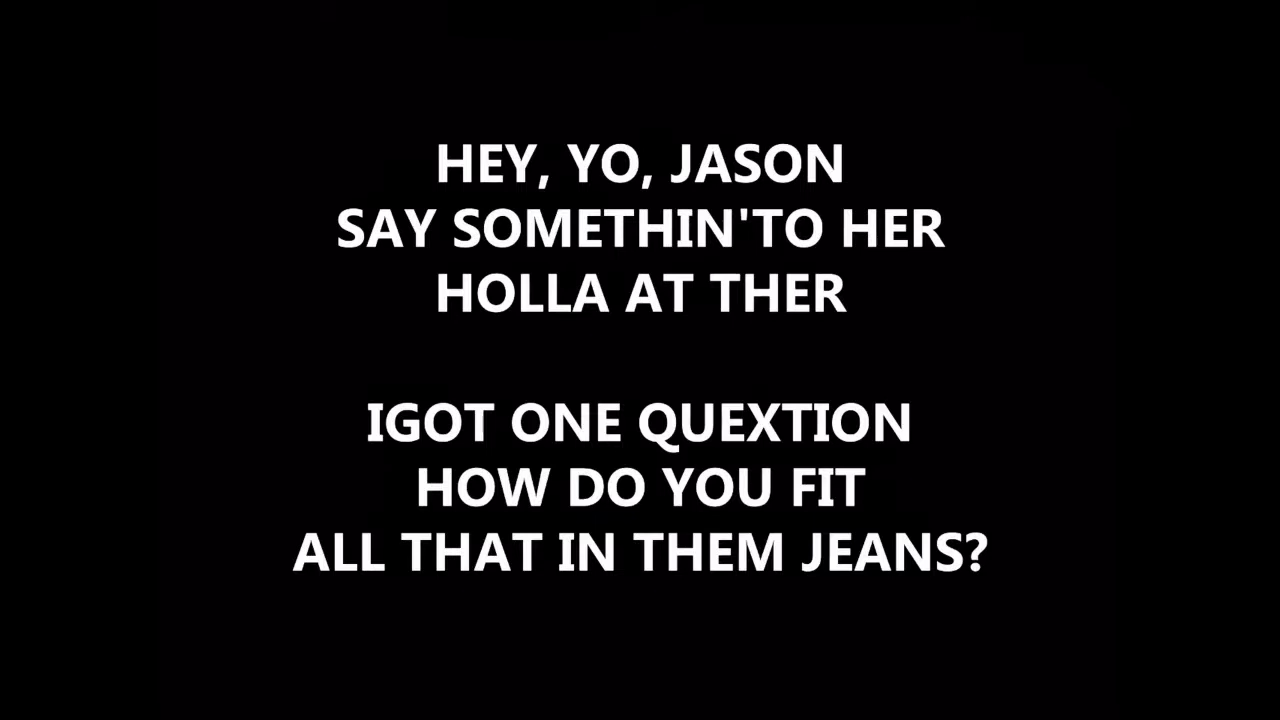 HEY, YO, JASON
SAY SOMETHIN'TO HER
HOLLA AT THER
IGOT ONE QUEXTION
HOW DO YOU FIT
ALL THAT IN THEM JEANS?